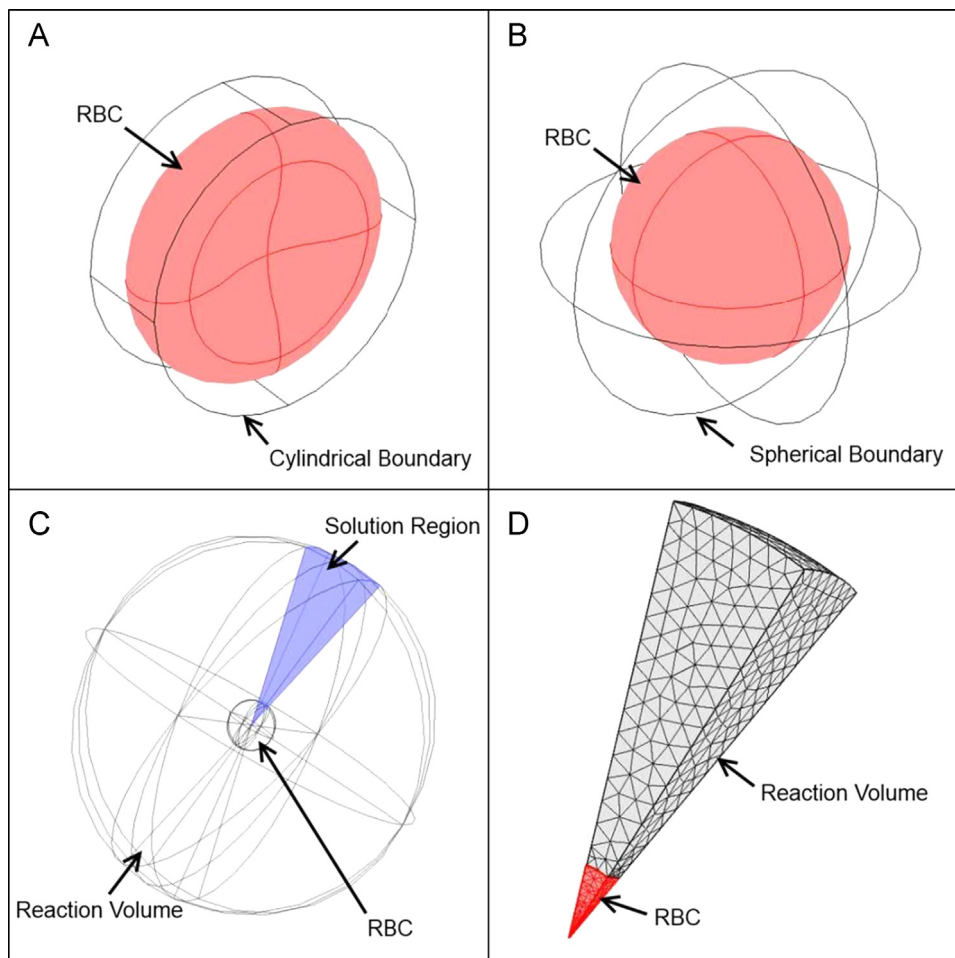 A
RBC
Cylindrical Boundary
B
RBC
Spherical Boundary
C
Solution Region
Reaction Volume
RBC
D
Reaction Volume
RBC